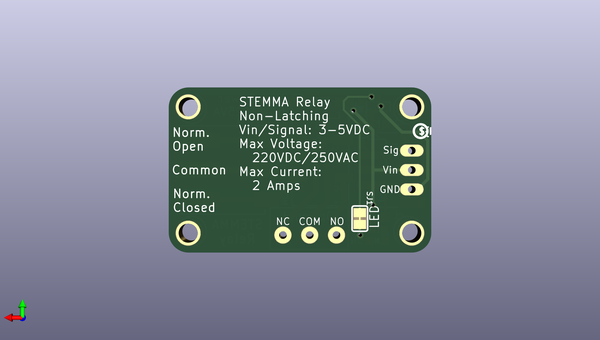 STEMMA Relay
Non-Latching
Vin/Signal: 3-5VDC
Max Voltage:
220VDC/250VAC
Max Current:
2 Amps
Norm.
Open
Common
Norm.
Closed
Sig
Vin
GND
NC COM NO
LED